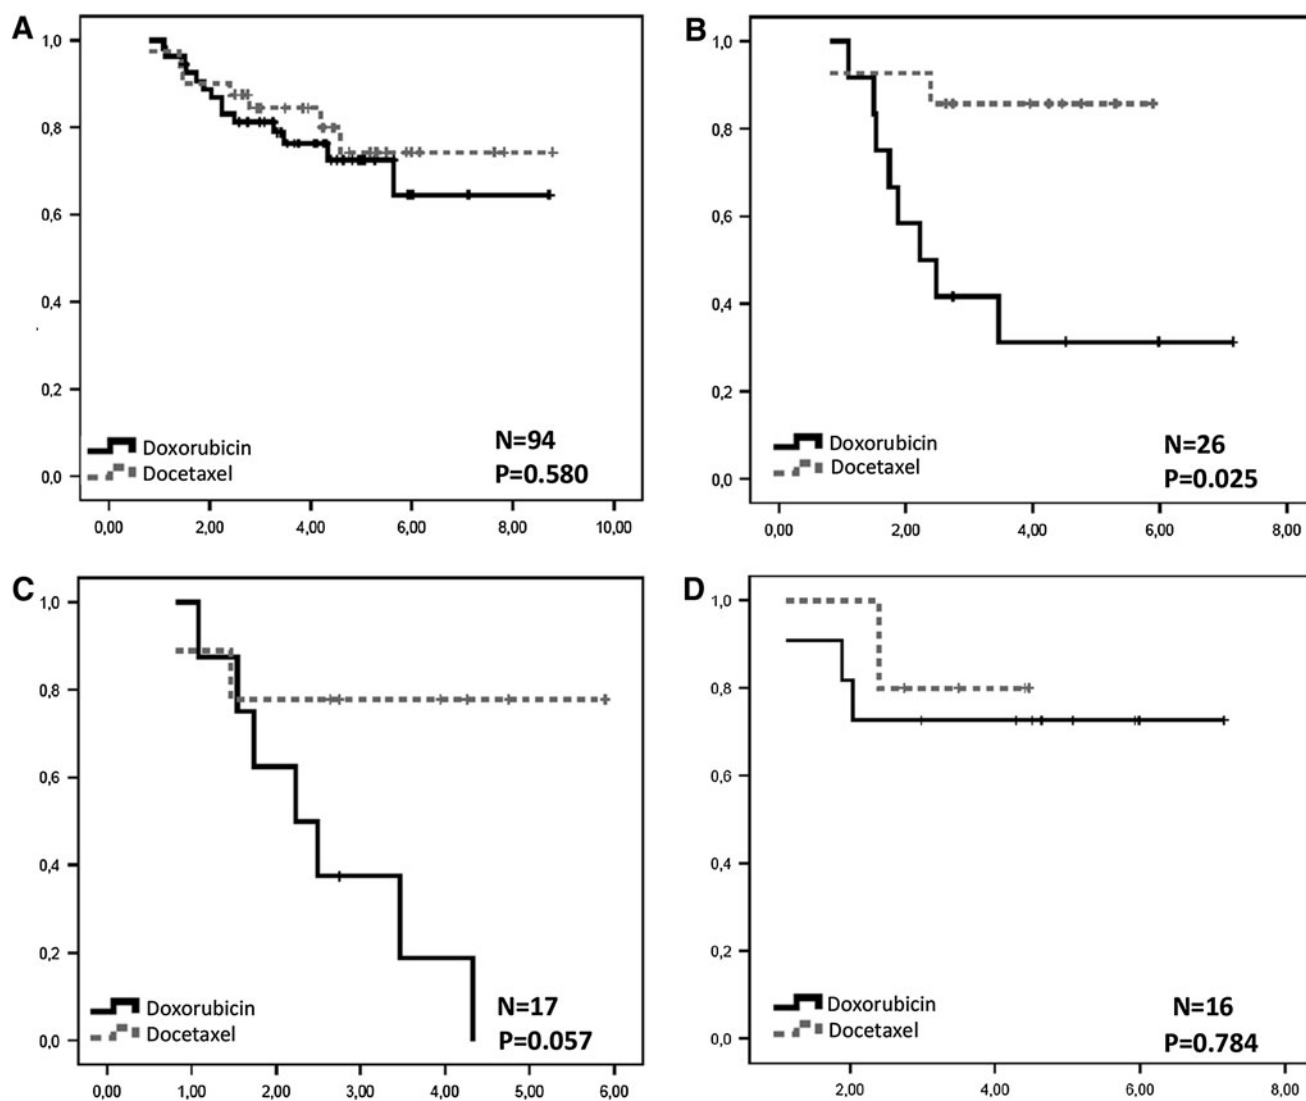 A
1,0
0,8
0,6
0,4
0,2
0,0
Doxorubicin
Docetaxel
N=94
P=0.580
0,00 2,00 4,00 6,00 8,00 10,00
B
1,0
0,8
0,6
0,4
0,2
0,0
Doxorubicin
Docetaxel
N=26
P=0.025
0,00 2,00 4,00 6,00 8,00
C
1,0
0,8
0,6
0,4
0,2
0,0
Doxorubicin
Docetaxel
N=17
P=0.057
0,00 1,00 2,00 3,00 4,00 5,00 6,00
D
1,0
0,8
0,6
0,4
0,2
0,0
Doxorubicin
Docetaxel
N=16
P=0.784
2,00 4,00 6,00 8,00